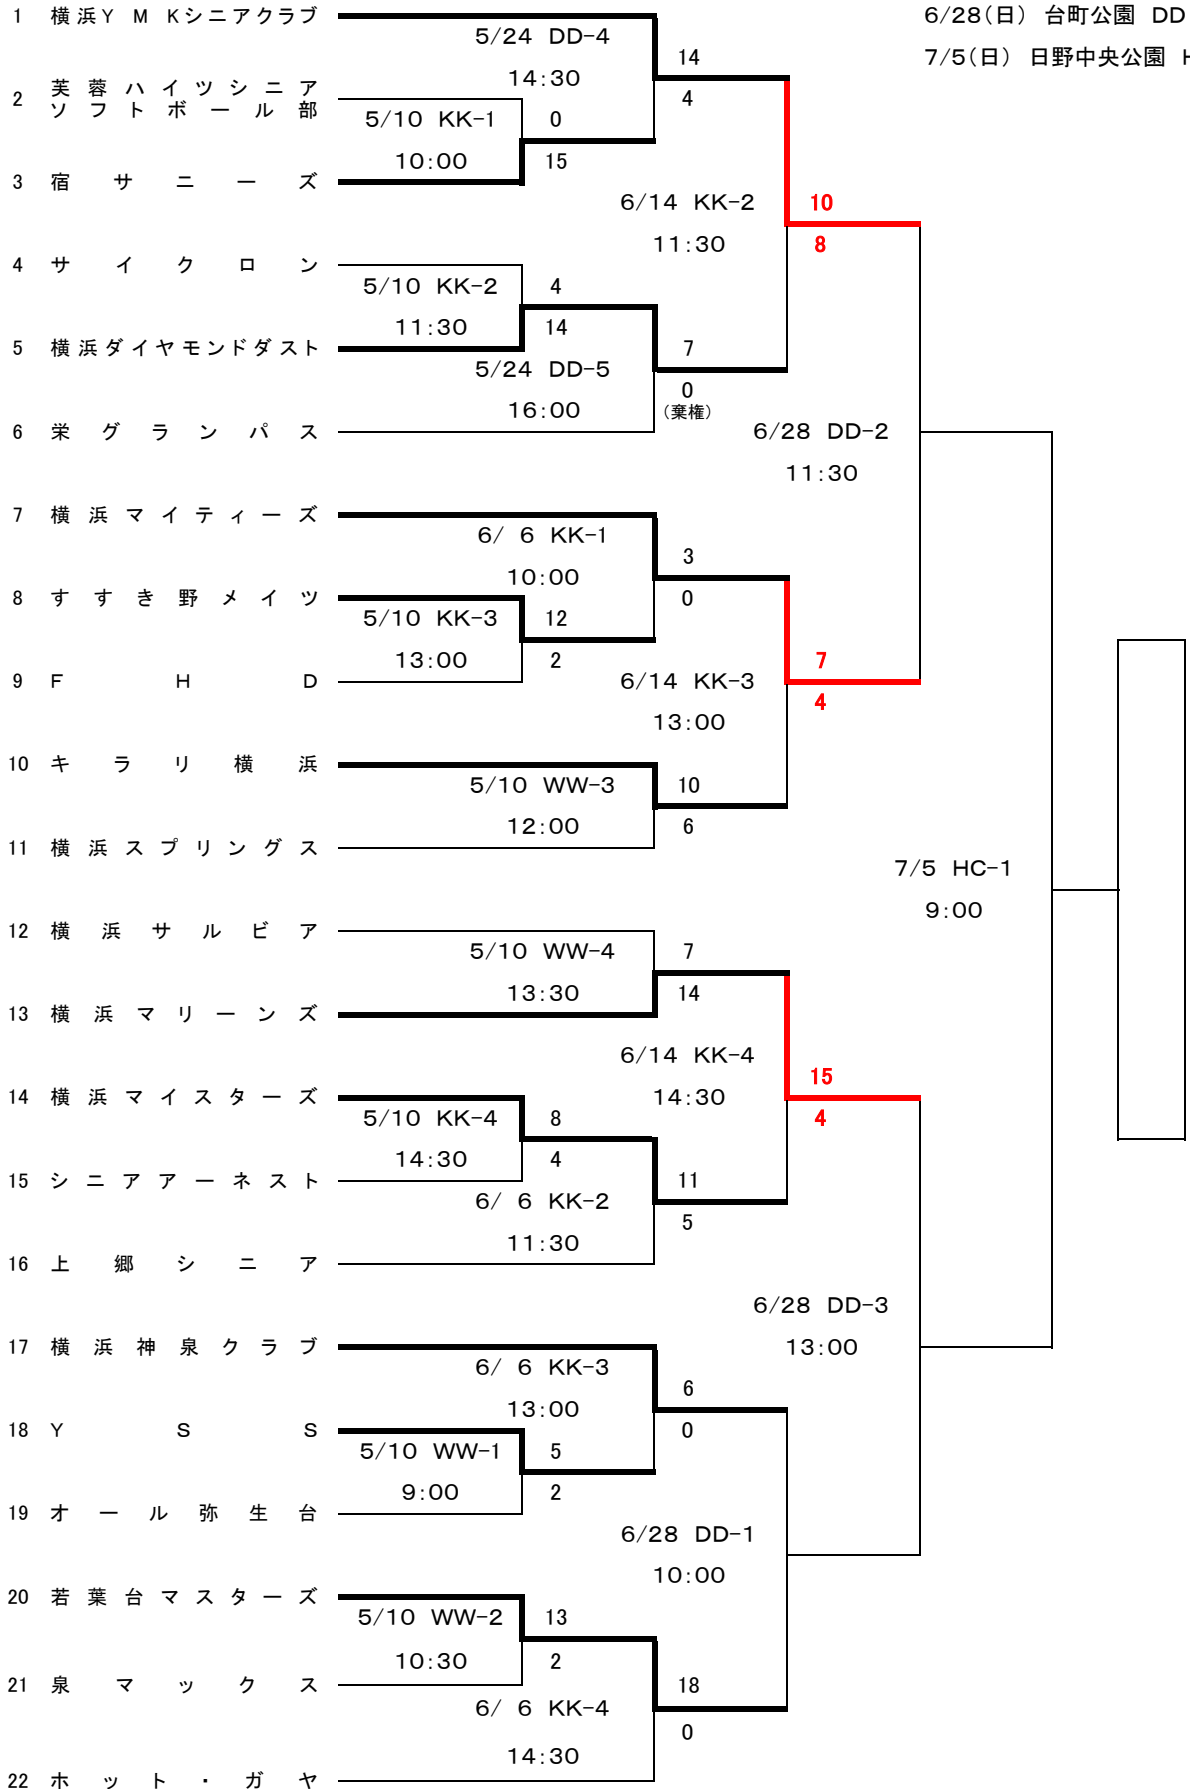 1 横浜ＹＭＫシニアクラブ
6/28(日) 台町公園 DD
5/24 DD-4
14
7/5(日) 日野中央公園 H
14:30
4
2 芙蓉ハイツシニア
ソフトボール部
5/10 KK-1
0
10:00
15
3 宿サニーズ
6/14 KK-2
10
11:30
8
4 サイクロン
5/10 KK-2
4
11:30
14
5 横浜ダイヤモンドダスト
7
5/24 DD-5
0
16:00
(棄権)
6 栄グランパス
6/28 DD-2
11:30
7 横浜マイティーズ
6/ 6 KK-1
3
10:00
0
8 すすき野メイツ
5/10 KK-3
12
13:00
2
7
9 ＦＨＤ
6/14 KK-3
4
13:00
10 キラリ横浜
5/10 WW-3
10
12:00
6
11 横浜スプリングス
7/5 HC-1
9:00
12 横浜サルビア
5/10 WW-4
7
13:30
14
13 横浜マリーンズ
6/14 KK-4
15
14:30
4
14 横浜マイスターズ
5/10 KK-4
8
14:30
4
15 シニアアーネスト
11
6/ 6 KK-2
5
11:30
16 上郷シニア
6/28 DD-3
13:00
17 横浜神泉クラブ
6/ 6 KK-3
6
13:00
0
18 ＹＳＳ
5/10 WW-1
5
9:00
2
19 オール弥生台
6/28 DD-1
10:00
20 若葉台マスターズ
5/10 WW-2
13
10:30
2
21 泉マックス
18
6/ 6 KK-4
0
14:30
22 ホット・ガヤ